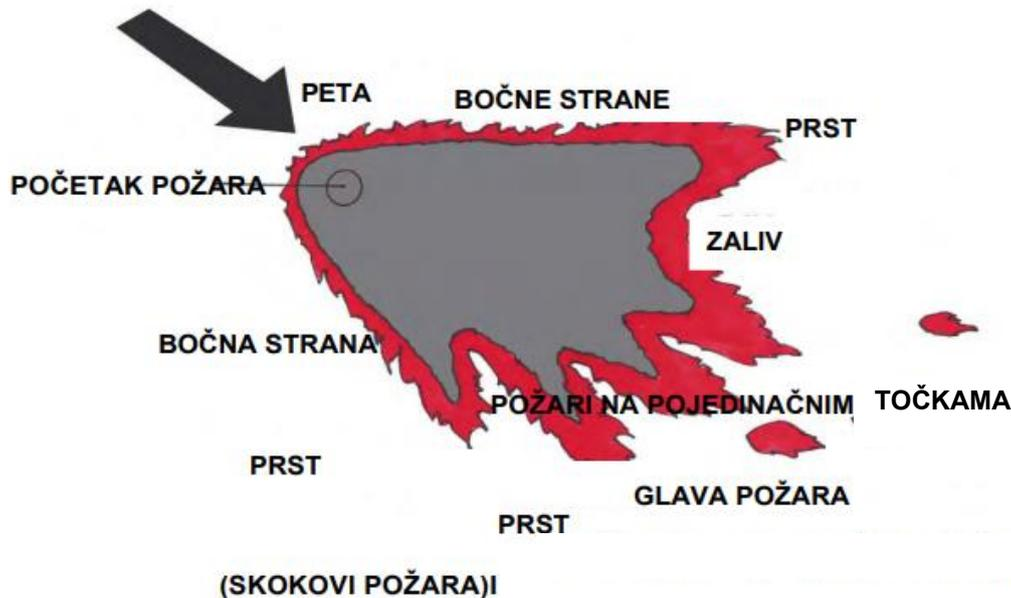 PETA
BOČNE STRANE
PRST
POČETAK POŽARA
ZALIV
BOČNA STRANA
POŽARI NA POJEDINAČNIM TOČKAMA
PRST
GLAVA POŽARA
PRST
(SKOKOVI POŽARA)I